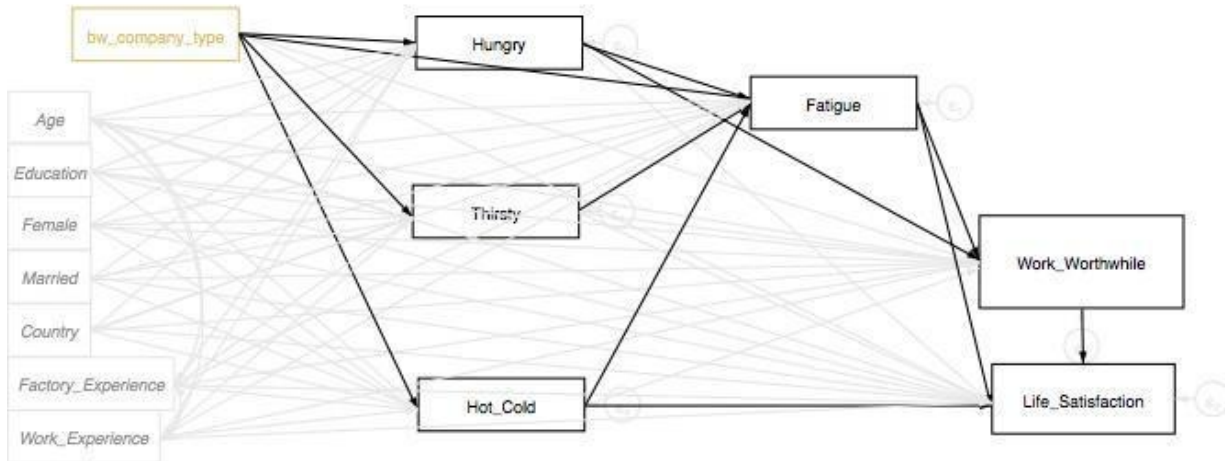 bw_company_type
Hungry
Fatigue
Age
Education
Thirsty
Female
Work_Worthwhile
Married
Country
Factory_Experience
Hot_Cold
Life_Satisfaction
Work_Experience